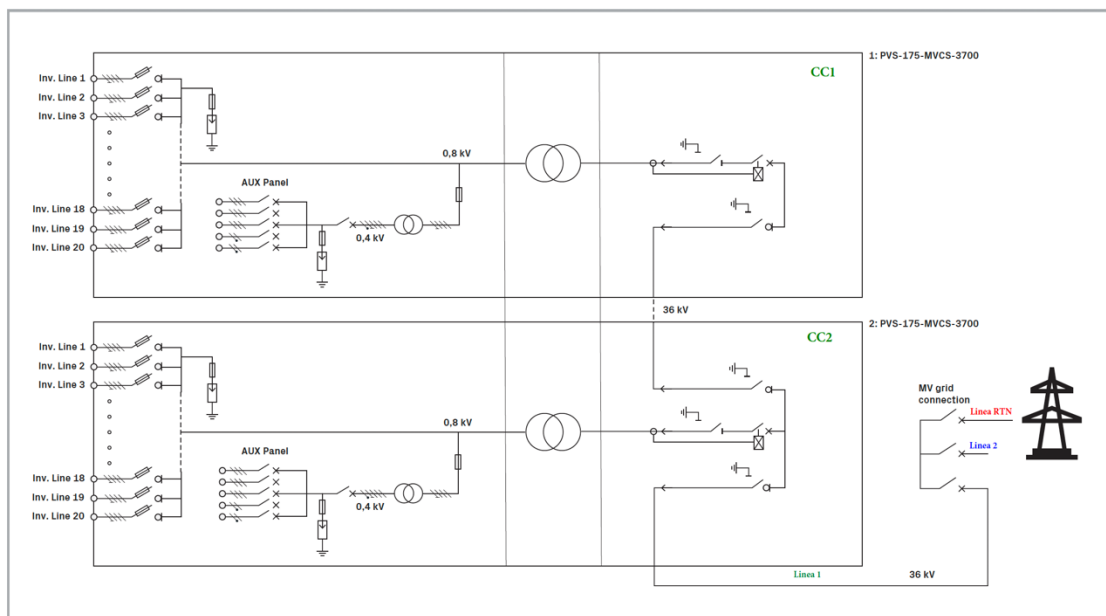 1: PVS-175-MVCS-3700
CC1
Inv. Line 1
Inv. Line 2
Inv. Line 3
0,8 kV
AUX Panel
Inv. Line 18
Inv. Line 19
Inv. Line 20
0,4 kV
36 kV
2: PVS-175-MVCS-3700
CC2
Inv. Line 1
Inv. Line 2
Inv. Line 3
MV grid
connection
Linea RTN
0,8 kV
AUX Panel
Linea 2
Inv. Line 18
Inv. Line 19
Inv. Line 20
0,4 kV
Linea 1
36 kV